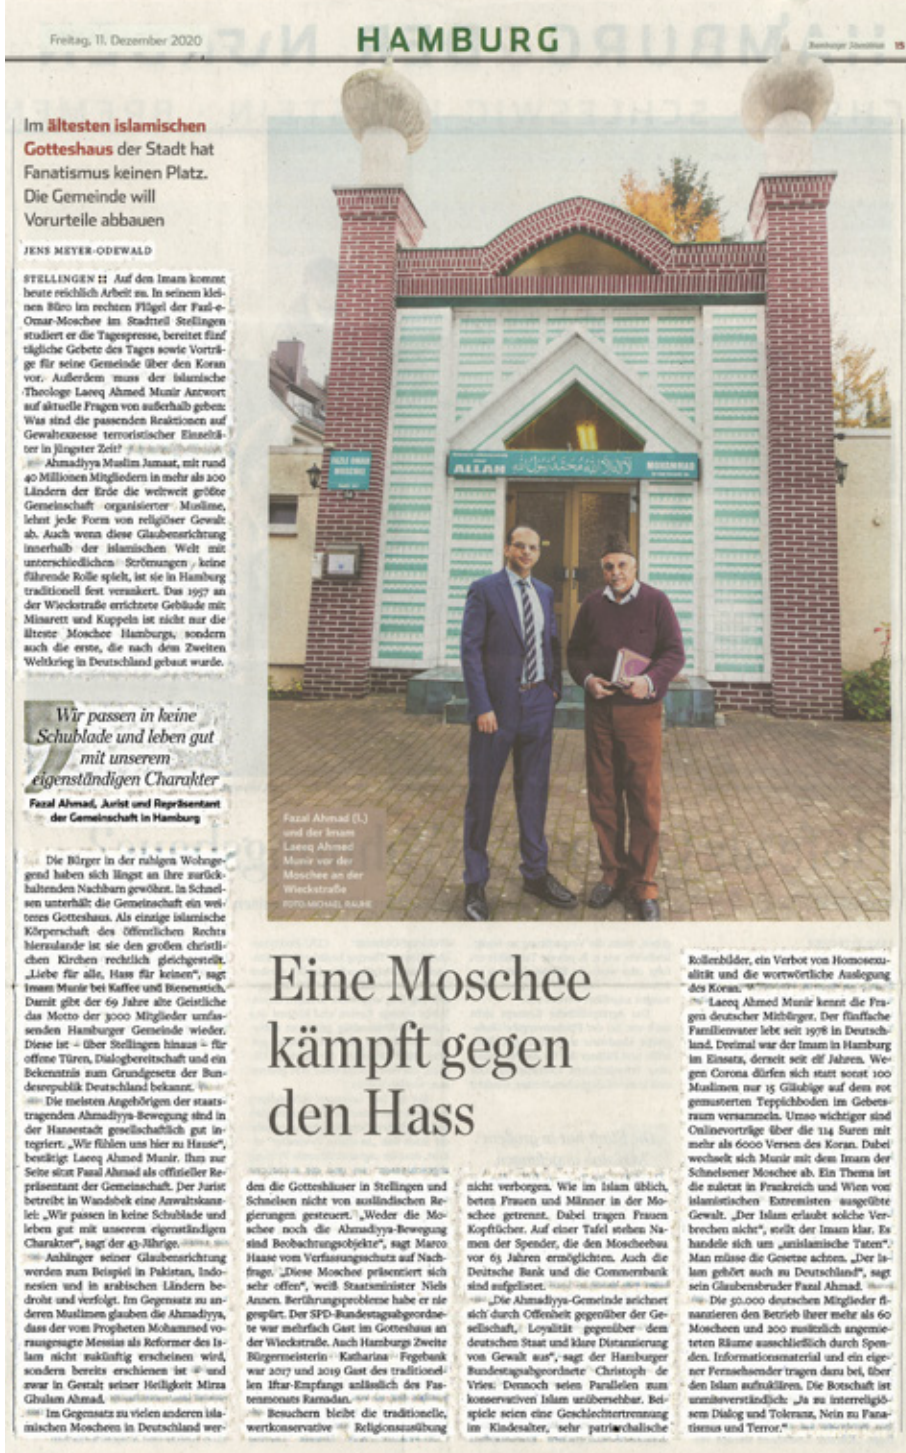 Freitag, 11. Dezember 2020
HAMBURG
Hamburger Abendblatt 15
Im ältesten islamischen
Gotteshaus der Stadt hat
Fanatismus keinen Platz.
Die Gemeinde will
Vorurteile abbauen
JENS MEYER-ODEWALD
STELLINGEN :: Auf den Imam kommt
heute reichlich Arbeit zu. In seinem klei-
nen Büro im rechten Flügel der Fazl-e-
Omar-Moschee im Stadtteil Stellingen
studiert er die Tagespresse, bereitet fünf
tägliche Gebete des Tages sowie Vorträ-
ge für seine Gemeinde über den Koran
vor. Außerdem muss der islamische
Theologe Laeeq Ahmed Munir Antwort
auf aktuelle Fragen von außerhalb geben:
Was sind die passenden Reaktionen auf
Gewaltexzesse terroristischer Einzeltä-
ter in jüngster Zeit?
Ahmadiyya Muslim Jamaat, mit rund
40 Millionen Mitgliedern in mehr als 200
Ländern der Erde die weltweit größte
Gemeinschaft organisierter Muslime,
lehnt jede Form von religiöser Gewalt
ab. Auch wenn diese Glaubensrichtung
innerhalb der islamischen Welt mit
unterschiedlichen Strömungen keine
führende Rolle spielt, ist sie in Hamburg
traditionell fest verankert. Das 1957 an
der Wieckstraße errichtete Gebäude mit
Minarett und Kuppeln ist nicht nur die
älteste Moschee Hamburgs, sondern
auch die erste, die nach dem Zweiten
Weltkrieg in Deutschland gebaut wurde.
Wir passen in keine
Schublade und leben gut
mit unserem
eigenständigen Charakter
Fazal Ahmad, Jurist und Repräsentant
der Gemeinschaft in Hamburg
Die Bürger in der ruhigen Wohnge-
gend haben sich längst an ihre zurück-
haltenden Nachbarn gewöhnt. In Schnel-
sen unterhält die Gemeinschaft ein wei-
teres Gotteshaus. Als einzige islamische
Körperschaft des öffentlichen Rechts
hierzulande ist sie den großen christli-
chen Kirchen rechtlich gleichgestellt.
„Liebe für alle, Hass für keinen“, sagt
Imam Munir bei Kaffee und Bienenstich.
Damit gibt der 69 Jahre alte Geistliche
das Motto der 3000 Mitglieder umfas-
senden Hamburger Gemeinde wieder.
Diese ist – über Stellingen hinaus – für
offene Türen, Dialogbereitschaft und ein
Bekenntnis zum Grundgesetz der Bun-
desrepublik Deutschland bekannt.
Die meisten Angehörigen der staats-
tragenden Ahmadiyya-Bewegung sind in
der Hansestadt gesellschaftlich gut in-
tegriert. „Wir fühlen uns hier zu Hause“,
bestätigt Laeeq Ahmed Munir. Ihm zur
Seite sitzt Fazal Ahmad als offizieller Re-
präsentant der Gemeinschaft. Der Jurist
betreibt in Wandsbek eine Anwaltskanz-
lei: „Wir passen in keine Schublade und
leben gut mit unserem eigenständigen
Charakter“, sagt der 43-Jährige.
Anhänger seiner Glaubensrichtung
werden zum Beispiel in Pakistan, Indo-
nesien und in arabischen Ländern be-
droht und verfolgt. Im Gegensatz zu an-
deren Muslimen glauben die Ahmadiyya,
dass der vom Propheten Mohammed vo-
rausgesagte Messias als Reformer des Is-
lam nicht zukünftig erscheinen wird,
sondern bereits erschienen ist – und
zwar in Gestalt seiner Heiligkeit Mirza
Ghulam Ahmad.
Im Gegensatz zu vielen anderen isla-
mischen Moscheen in Deutschland wer-
FAZLE OMAR
MOSCHEE
ALLAH
لا اله الا الله محمد رسول الله
MUHAMMAD
Fazal Ahmad (l.)
und der Imam
Laeeq Ahmed
Munir vor der
Moschee an der
Wieckstraße
FOTO: MICHAEL RAUHE
Eine Moschee
kämpft gegen
den Hass
den die Gotteshäuser in Stellingen und
Schnelsen nicht von ausländischen Re-
gierungen gesteuert. „Weder die Mo-
schee noch die Ahmadiyya-Bewegung
sind Beobachtungsobjekte“, sagt Marco
Haase vom Verfassungsschutz auf Nach-
frage. „Diese Moschee präsentiert sich
sehr offen“, weiß Staatsminister Niels
Annen. Berührungsprobleme habe er nie
gespürt. Der SPD-Bundestagsabgeordne-
te war mehrfach Gast im Gotteshaus an
der Wieckstraße. Auch Hamburgs Zweite
Bürgermeisterin Katharina Fegebank
war 2017 und 2019 Gast des traditionel-
len Iftar-Empfangs anlässlich des Fas-
tenmonats Ramadan.
Besuchern bleibt die traditionelle,
wertkonservative Religionsausübung
nicht verborgen. Wie im Islam üblich,
beten Frauen und Männer in der Mo-
schee getrennt. Dabei tragen Frauen
Kopftücher. Auf einer Tafel stehen Na-
men der Spender, die den Moscheebau
vor 63 Jahren ermöglichten. Auch die
Deutsche Bank und die Commerzbank
sind aufgelistet.
„Die Ahmadiyya-Gemeinde zeichnet
sich durch Offenheit gegenüber der Ge-
sellschaft, Loyalität gegenüber dem
deutschen Staat und klare Distanzierung
von Gewalt aus“, sagt der Hamburger
Bundestagsabgeordnete Christoph de
Vries. Dennoch seien Parallelen zum
konservativen Islam unübersehbar. Bei-
spiele seien eine Geschlechtertrennung
im Kindesalter, sehr patriarchalische
Rollenbilder, ein Verbot von Homosexu-
alität und die wortwörtliche Auslegung
des Koran.
Laeeq Ahmed Munir kennt die Fra-
gen deutscher Mitbürger. Der fünffache
Familienvater lebt seit 1978 in Deutsch-
land. Dreimal war der Imam in Hamburg
im Einsatz, derzeit seit elf Jahren. We-
gen Corona dürfen sich statt sonst 100
Muslimen nur 15 Gläubige auf dem rot
gemusterten Teppichboden im Gebets-
raum versammeln. Umso wichtiger sind
Onlinevorträge über die 114 Suren mit
mehr als 6000 Versen des Koran. Dabei
wechselt sich Munir mit dem Imam der
Schnelsener Moschee ab. Ein Thema ist
die zuletzt in Frankreich und Wien von
islamistischen Extremisten ausgeübte
Gewalt. „Der Islam erlaubt solche Ver-
brechen nicht“, stellt der Imam klar. Es
handele sich um „unislamische Taten“.
Man müsse die Gesetze achten. „Der Is-
lam gehört auch zu Deutschland“, sagt
sein Glaubensbruder Fazal Ahmad.
Die 50.000 deutschen Mitglieder fi-
nanzieren den Betrieb ihrer mehr als 60
Moscheen und 200 zusätzlich angemie-
teten Räume ausschließlich durch Spen-
den. Informationsmaterial und ein eige-
ner Fernsehsender tragen dazu bei, über
den Islam aufzuklären. Die Botschaft ist
unmissverständlich: „Ja zu interreligiö-
sem Dialog und Toleranz, Nein zu Fana-
tismus und Terror.“